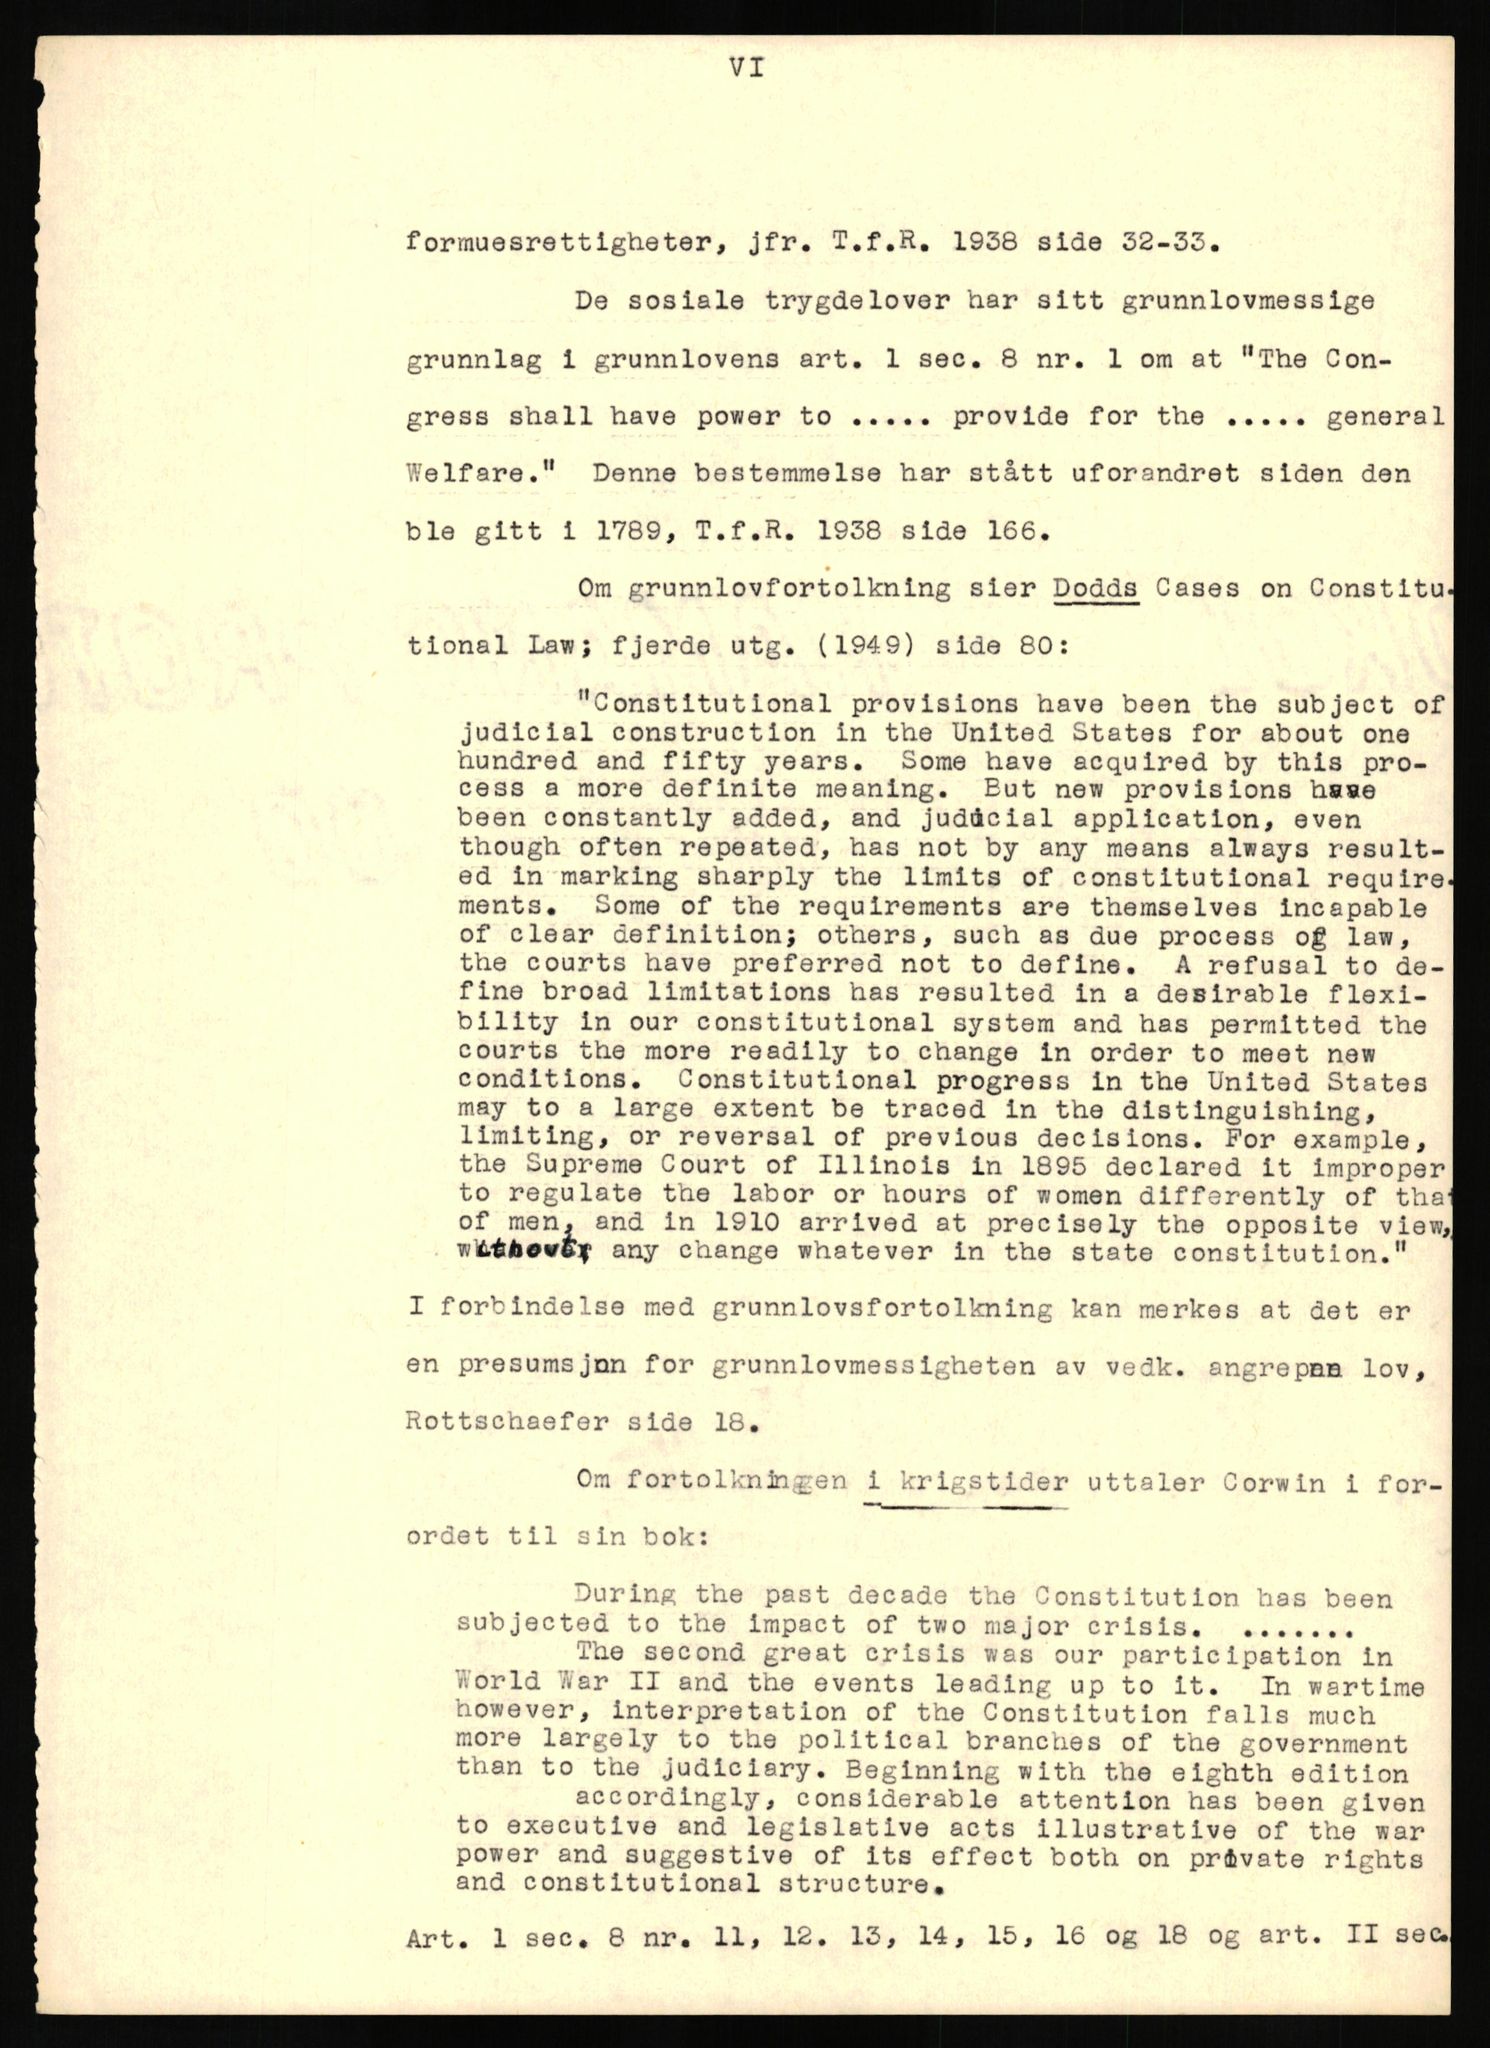 VI
formuesrettigheter, jfr. T.f.R. 1938 side 32-33.
De sosiale trygdelover har sitt grunnlovmessige
grunnlag i grunnlovens art. 1 sec. 8 nr. 1 om at "The Con-
gress shall have power to ..... provide for the ..... general
Welfare."  Denne bestemmelse har stått uforandret siden den
ble gitt i 1789, T.f.R. 1938 side 166.
Om grunnlovfortolkning sier Dodds Cases on Constitu-
tional Law; fjerde utg. (1949) side 80:
"Constitutional provisions have been the subject of
judicial construction in the United States for about one
hundred and fifty years.  Some have acquired by this pro-
cess a more definite meaning.  But new provisions have
been constantly added, and judicial application, even
though often repeated, has not by any means always result-
ed in marking sharply the limits of constitutional require-
ments.  Some of the requirements are themselves incapable
of clear definition; others, such as due process of law,
the courts have preferred not to define.  A refusal to de-
fine broad limitations has resulted in a desirable flexi-
bility in our constitutional system and has permitted the
courts the more readily to change in order to meet new
conditions.  Constitutional progress in the United States
may to a large extent be traced in the distinguishing,
limiting, or reversal of previous decisions. For example,
the Supreme Court of Illinois in 1895 declared it improper
to regulate the labor or hours of women differently of that
of men, and in 1910 arrived at precisely the opposite view,
any change whatever in the state constitution."
I forbindelse med grunnlovsfortolkning kan merkes at det er
en presumsjon for grunnlovmessigheten av vedk. angrepne lov,
Rottschaefer side 18.
Om fortolkningen i krigstider uttaler Corwin i for-
ordet til sin bok:
During the past decade the Constitution has been
subjected to the impact of two major crisis.  .......
The second great crisis was our participation in
World War II and the events leading up to it.  In wartime
however, interpretation of the Constitution falls much
more largely to the political branches of the government
than to the judiciary. Beginning with the eighth edition
accordingly, considerable attention has been given
to executive and legislative acts illustrative of the war
power and suggestive of its effect both on private rights
and constitutional structure.
Art. 1 sec. 8 nr. 11, 12. 13, 14, 15, 16 og 18 og art. II sec.